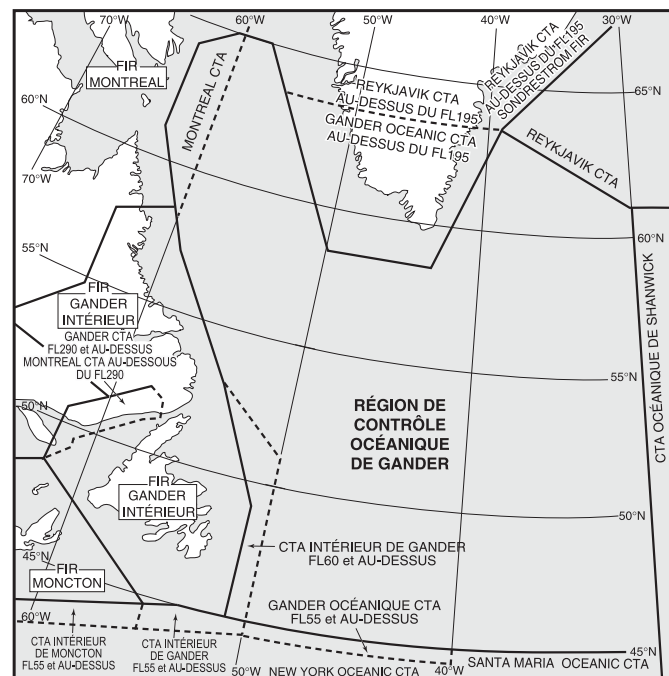 70°W
60°W
50°W
40°W
30°W
FIR
MONTREAL
MONTREAL CTA
REYKJAVIK CTA
AU-DESSUS DU FL195
GANDER OCEANIC CTA
AU-DESSUS DU FL195
REYKJAVIK CTA
AU-DESSUS DU FL195
SONDRESTROM FIR
65°N
REYKJAVIK CTA
60°N
70°W
60°N
55°N
FIR
GANDER
INTÉRIEUR
GANDER CTA
FL290 et AU-DESSUS
MONTREAL CTA AU-DESSOUS
DU FL290
CTA OCÉANIQUE DE SHANWICK
55°N
50°N
RÉGION DE
CONTRÔLE
OCÉANIQUE
DE GANDER
FIR
GANDER
INTÉRIEUR
50°N
CTA INTÉRIEUR DE GANDER
FL60 et AU-DESSUS
45°N
FIR
MONCTON
60°W
GANDER OCÉANIQUE CTA
FL55 et AU-DESSUS
CTA INTÉRIEUR
DE MONCTON
FL55 et AU-DESSUS
CTA INTÉRIEUR
DE GANDER
FL55 et AU-DESSUS
45°N
50°W
NEW YORK OCEANIC CTA
40°W
SANTA MARIA OCEANIC CTA